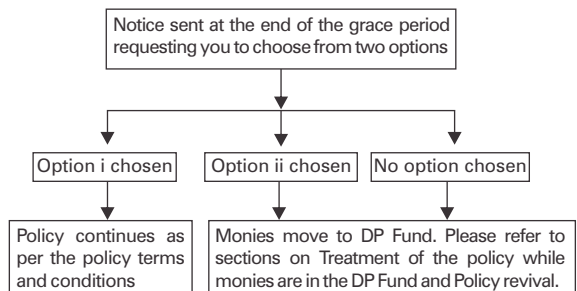 Notice sent at the end of the grace period
requesting you to choose from two options
Option i chosen
Option ii chosen
No option chosen
Policy continues as
per the policy terms
and conditions
Monies move to DP Fund. Please refer to
sections on Treatment of the policy while
monies are in the DP Fund and Policy revival.